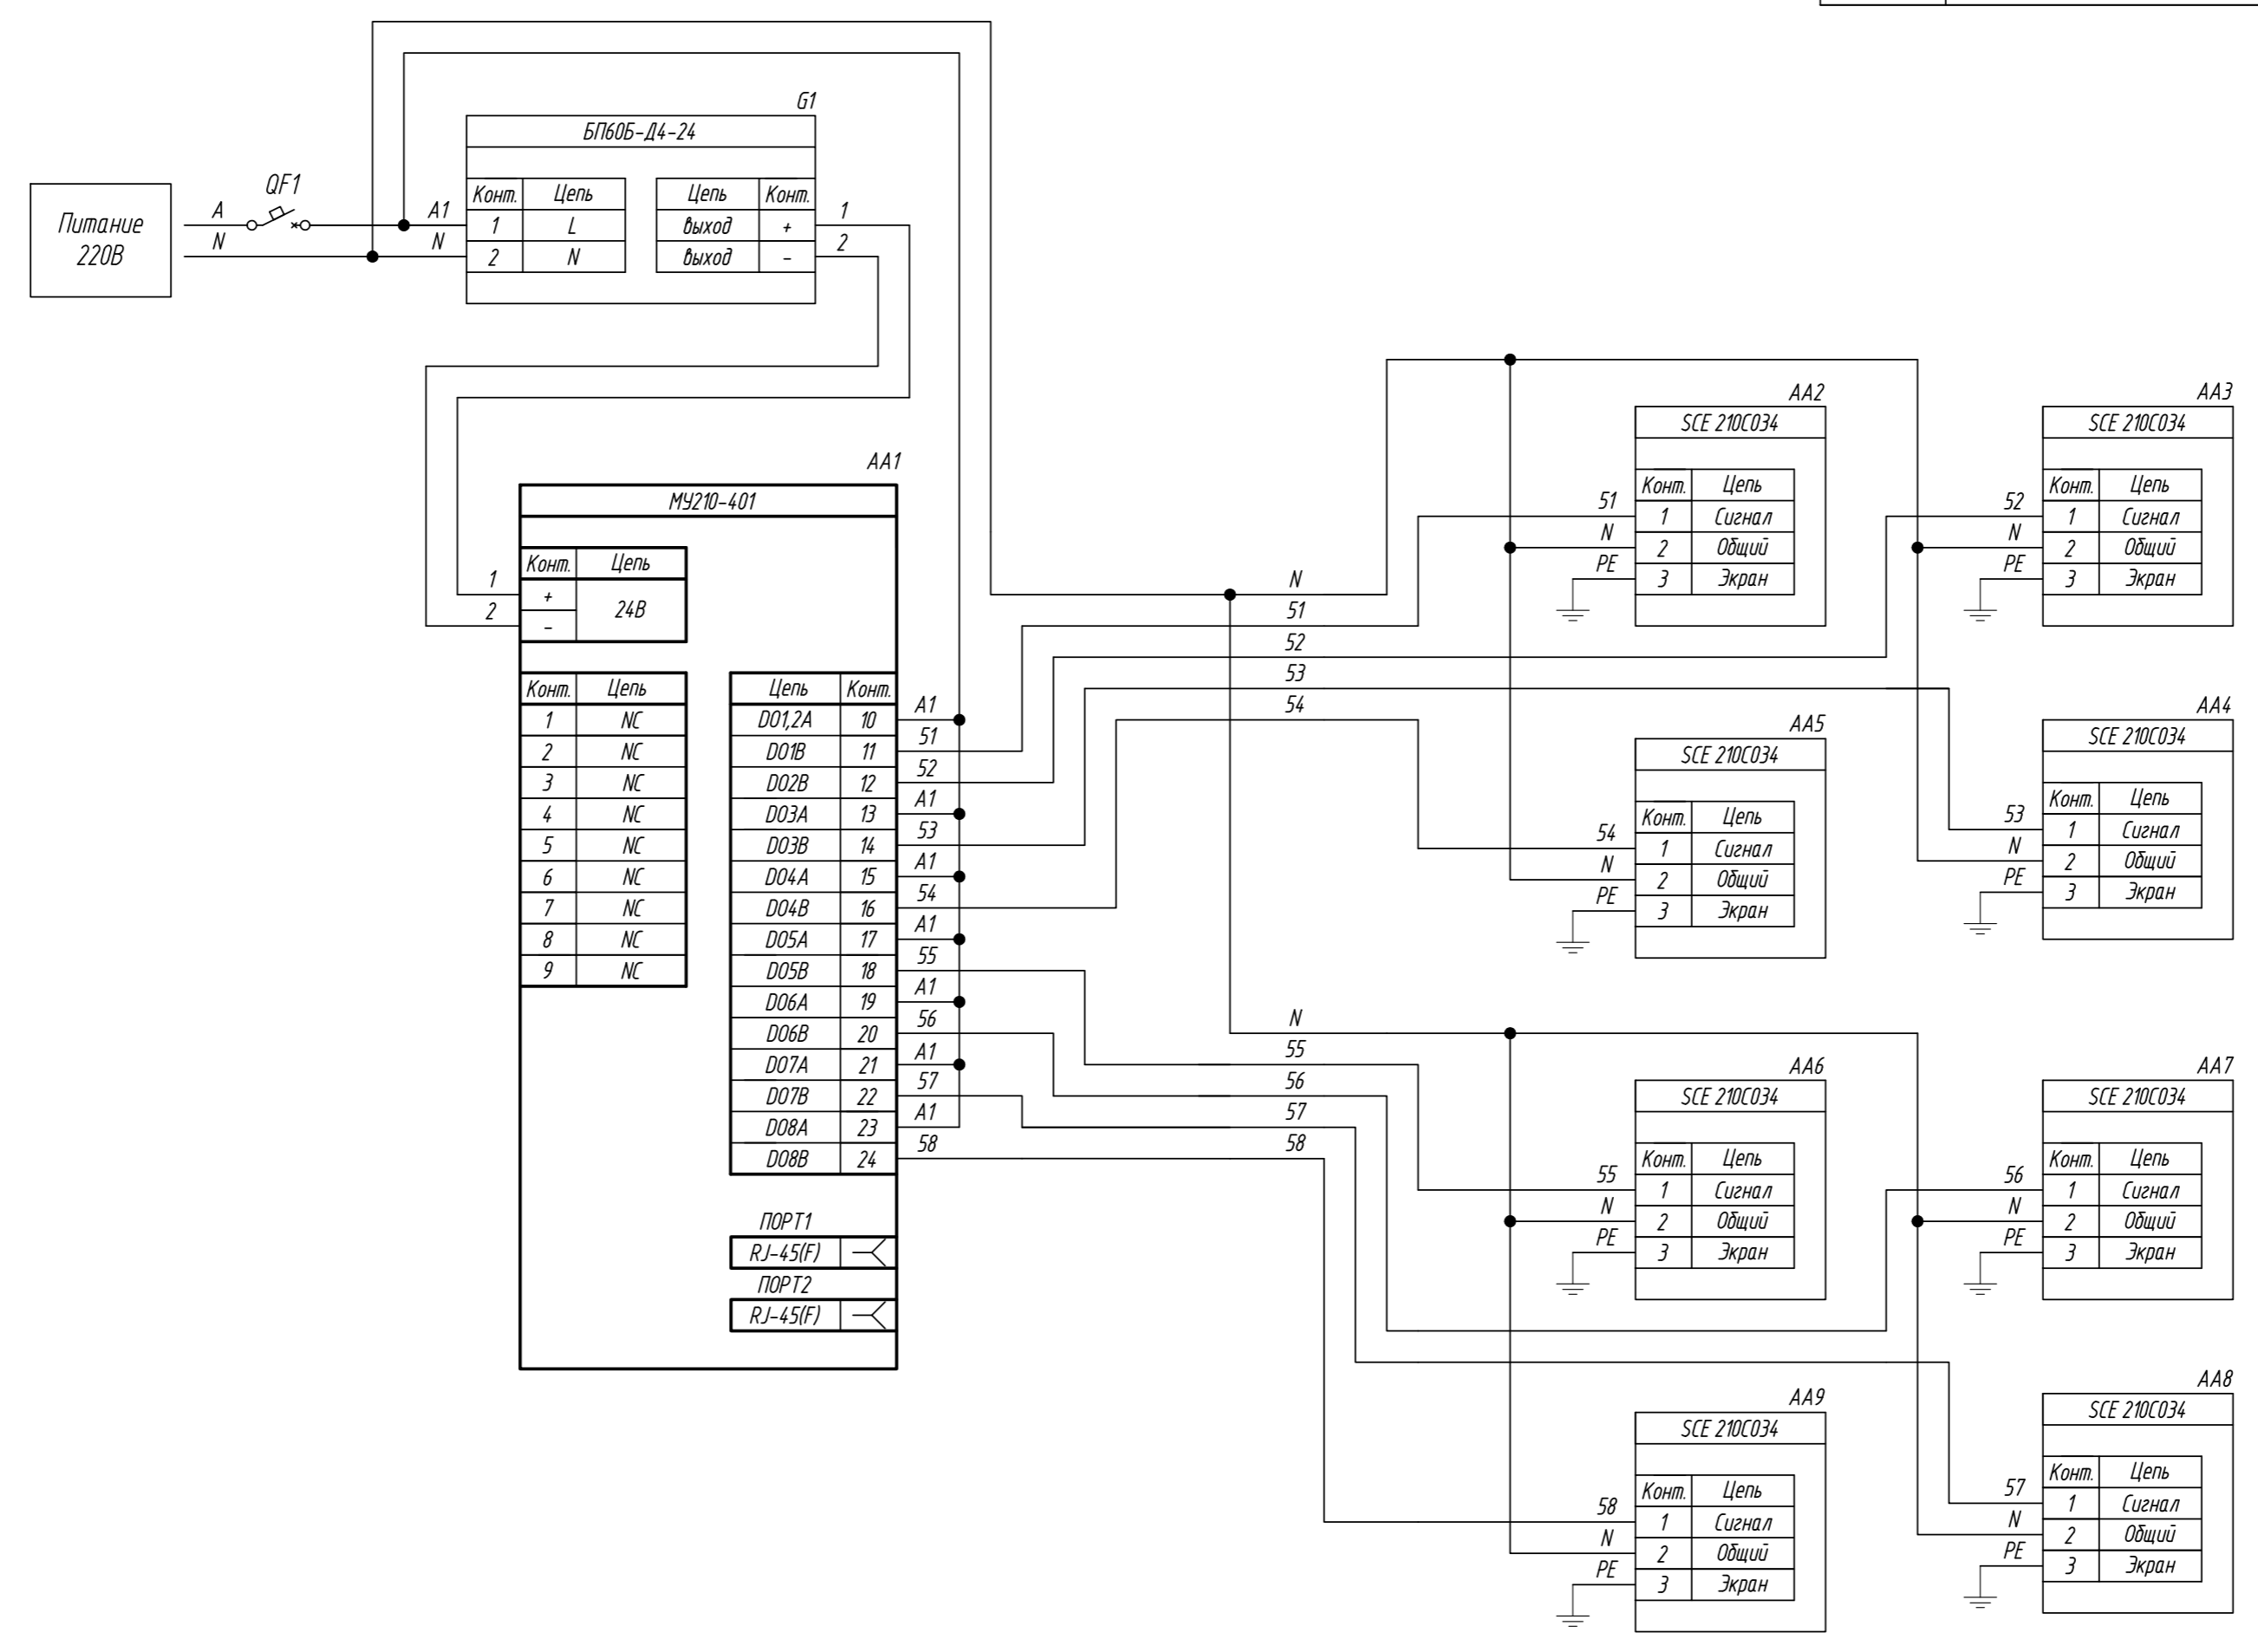 G1
БП60Б-Д4-24
Конт. Цепь Цепь Конт.
1 L выход +
2 N выход -
1
2
Питание
220В
QF1
A A1
N N
AA1
МУ210-401
Конт. Цепь
1 + 24В
2 -
Конт. Цепь
1 NC
2 NC
3 NC
4 NC
5 NC
6 NC
7 NC
8 NC
9 NC
Цепь Конт.
DO1,2A 10 A1
DO1B 11 51
DO2B 12 52
DO3A 13 A1
DO3B 14 53
DO4A 15 A1
DO4B 16 54
DO5A 17 A1
DO5B 18 55
DO6A 19 A1
DO6B 20 56
DO7A 21 A1
DO7B 22 57
DO8A 23 A1
DO8B 24 58
ПОРТ1
RJ-45(F)
ПОРТ2
RJ-45(F)
N
51
52
53
54
N
55
56
57
58
AA2
SCE 210C034
Конт. Цепь
51 1 Сигнал
N 2 Общий
PE 3 Экран
AA3
SCE 210C034
Конт. Цепь
52 1 Сигнал
N 2 Общий
PE 3 Экран
AA5
SCE 210C034
Конт. Цепь
54 1 Сигнал
N 2 Общий
PE 3 Экран
AA4
SCE 210C034
Конт. Цепь
53 1 Сигнал
N 2 Общий
PE 3 Экран
AA6
SCE 210C034
Конт. Цепь
55 1 Сигнал
N 2 Общий
PE 3 Экран
AA7
SCE 210C034
Конт. Цепь
56 1 Сигнал
N 2 Общий
PE 3 Экран
AA9
SCE 210C034
Конт. Цепь
58 1 Сигнал
N 2 Общий
PE 3 Экран
AA8
SCE 210C034
Конт. Цепь
57 1 Сигнал
N 2 Общий
PE 3 Экран